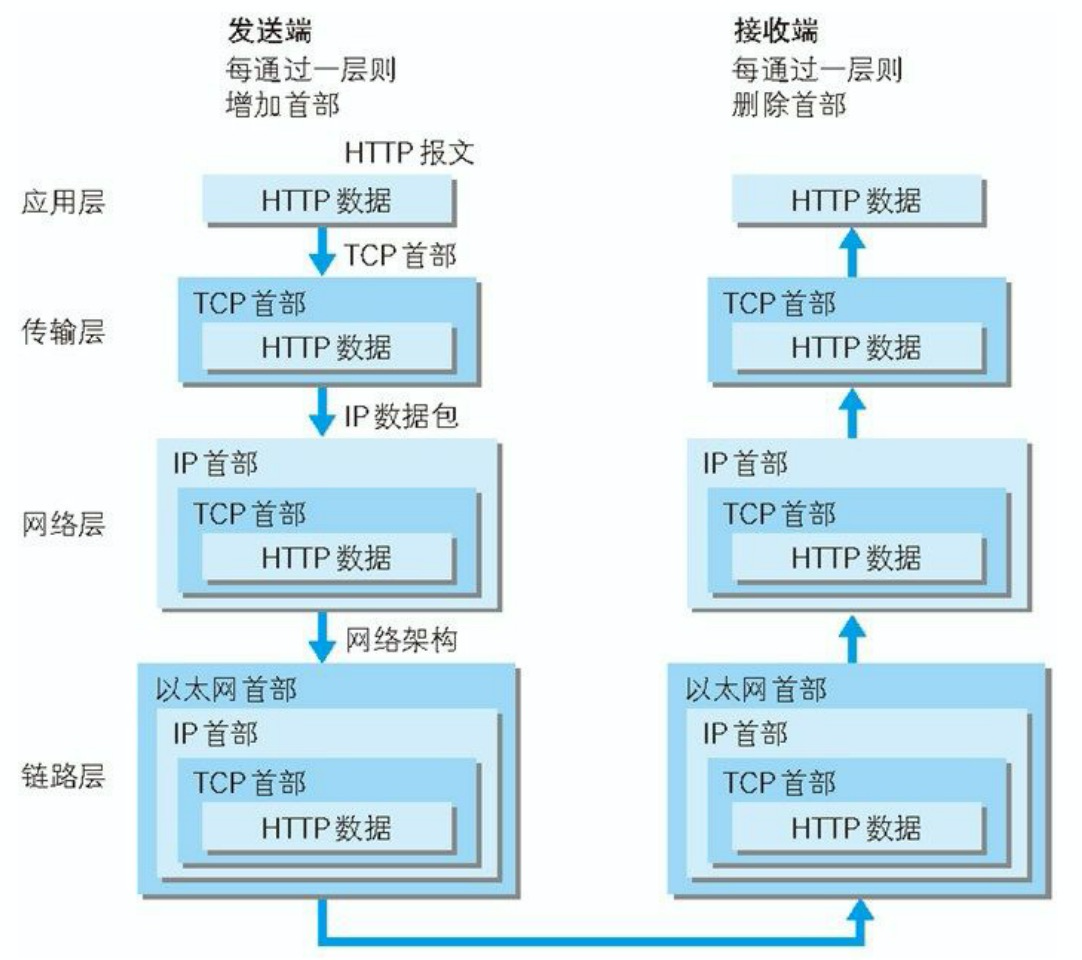 发送端
每通过一层则
增加首部
接收端
每通过一层则
删除首部
HTTP 报文
应用层
HTTP 数据
HTTP 数据
TCP 首部
传输层
TCP 首部
HTTP 数据
TCP 首部
HTTP 数据
IP 数据包
网络层
IP 首部
TCP 首部
HTTP 数据
IP 首部
TCP 首部
HTTP 数据
网络架构
链路层
以太网首部
IP 首部
TCP 首部
HTTP 数据
以太网首部
IP 首部
TCP 首部
HTTP 数据